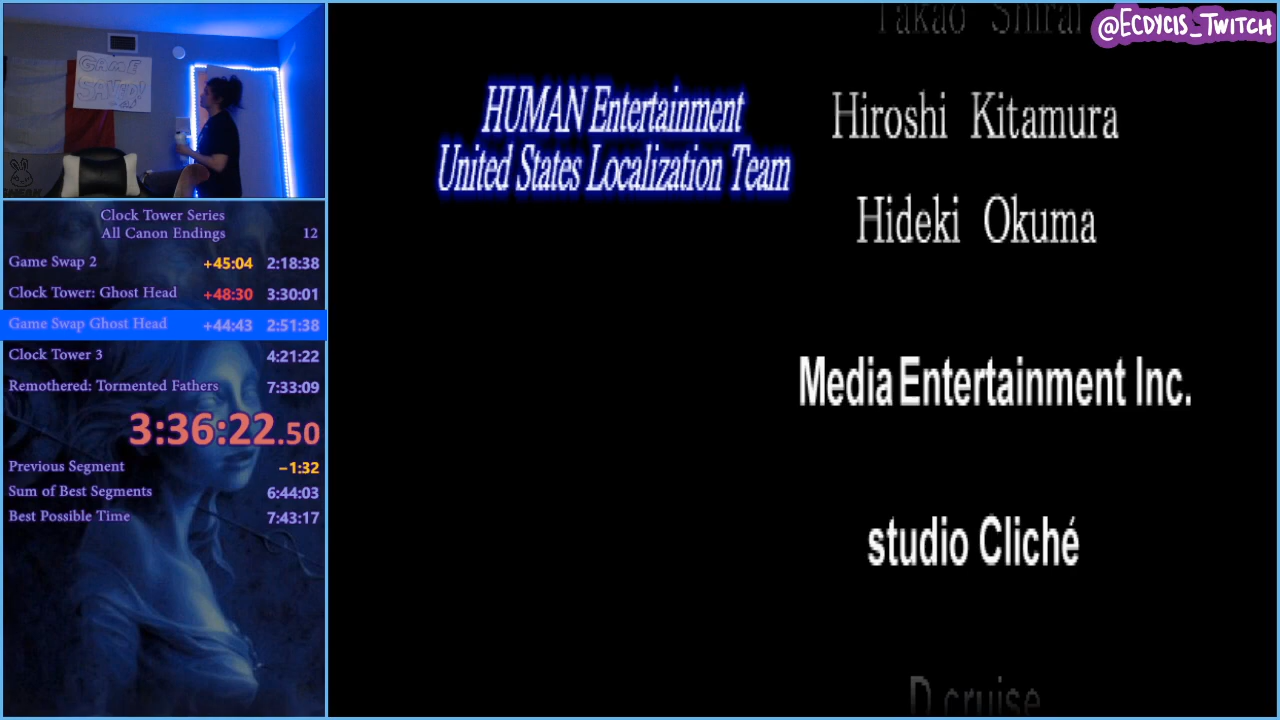 @ECDYCIS_TWITCH
GAME
Clock Tower Series
All Canon Endings 12
Game Swap 2 +45:04 2:18:38
Clock Tower: Ghost Head +48:30 3:30:01
Game Swap Ghost Head +44:43 2:51:38
Clock Tower 3 4:21:22
Remothered: Tormented Fathers 7:33:09
3:36:22.50
Previous Segment −1:32
Sum of Best Segments 6:44:03
Best Possible Time 7:43:17
HUMAN Entertainment
United States Localization Team
Takao Shirai
Hiroshi Kitamura
Hideki Okuma
Media Entertainment Inc.
studio Cliché
D.cruise